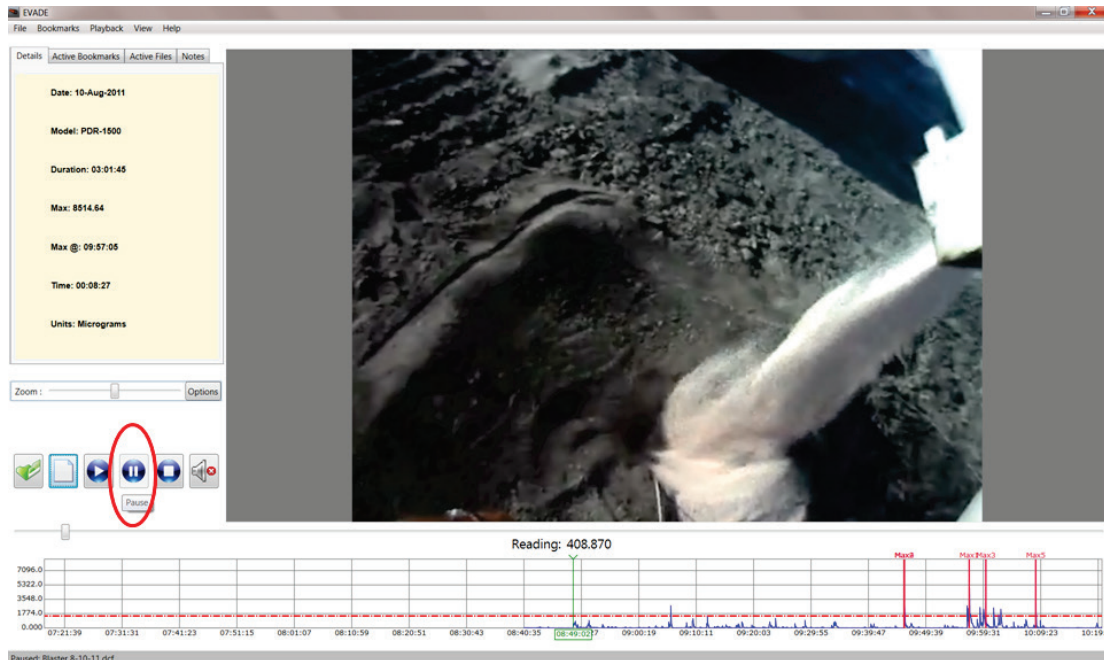 EVADE
File Bookmarks Playback View Help
Details Active Bookmarks Active Files Notes
Date: 10-Aug-2011
Model: PDR-1500
Duration: 03:01:45
Max: 8514.64
Max @: 09:57:05
Time: 00:08:27
Units: Micrograms
Zoom : Options
Pause
Reading: 408.870
Max3 Max5
7096.0
5322.0
3548.0
1774.0
0.000
07:21:39 07:31:31 07:41:23 07:51:15 08:01:07 08:10:59 08:20:51 08:30:43 08:40:35 08:49:02 09:00:19 09:10:11 09:20:03 09:29:55 09:39:47 09:49:39 09:59:31 10:09:23 10:19
Paused: Blaster 8-10-11.dcf